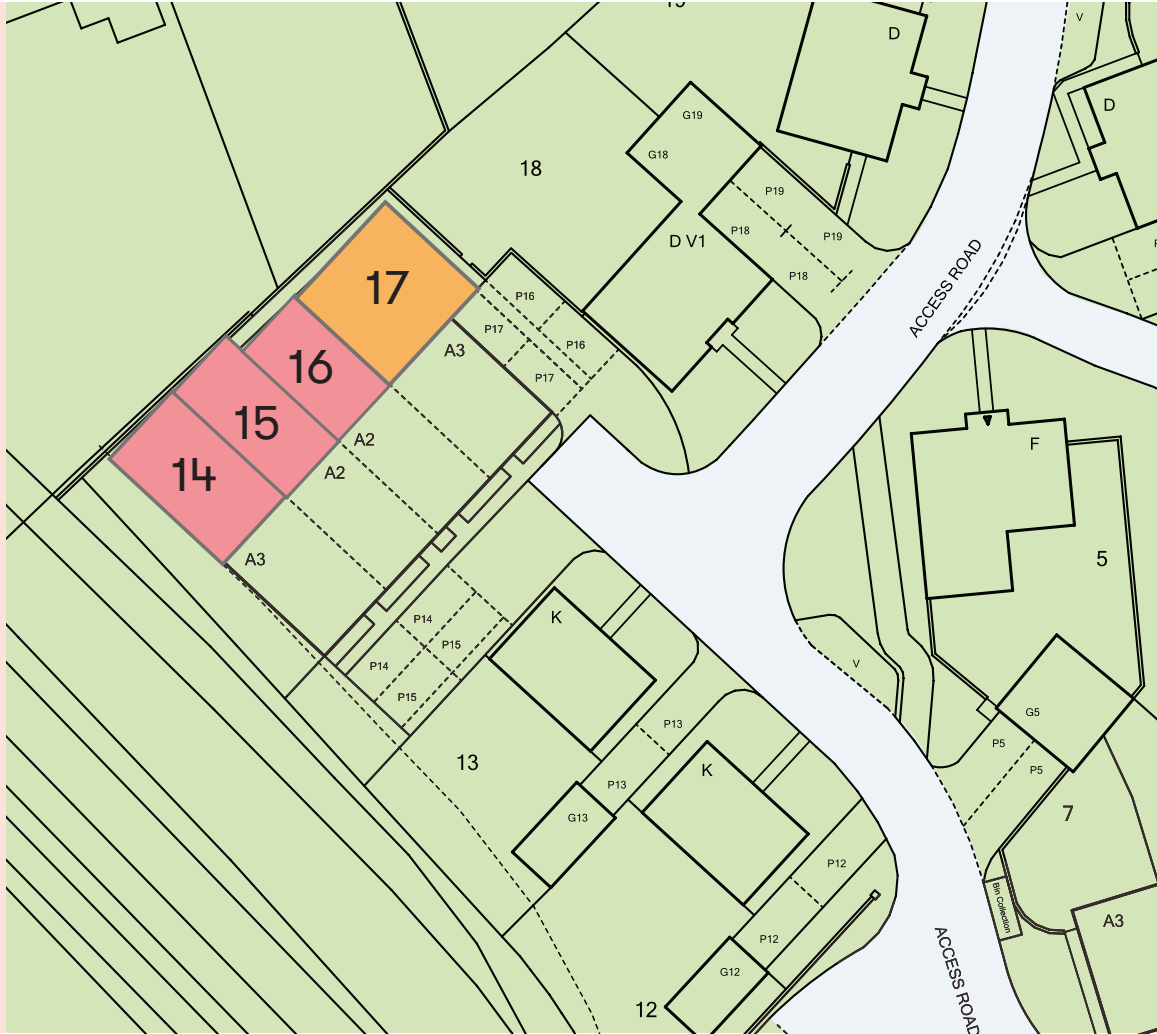 D
V
D
G19
G18
18
P19
P18
P19
P18
D V1
17
16
15
14
P16
P17
P16
P17
A3
A2
A2
A3
ACCESS ROAD
F
5
K
P14
P15
P14
P15
V
G5
P5
P5
13
P13
P13
G13
K
7
P12
P12
G12
12
Bin Collection
A3
ACCESS ROAD